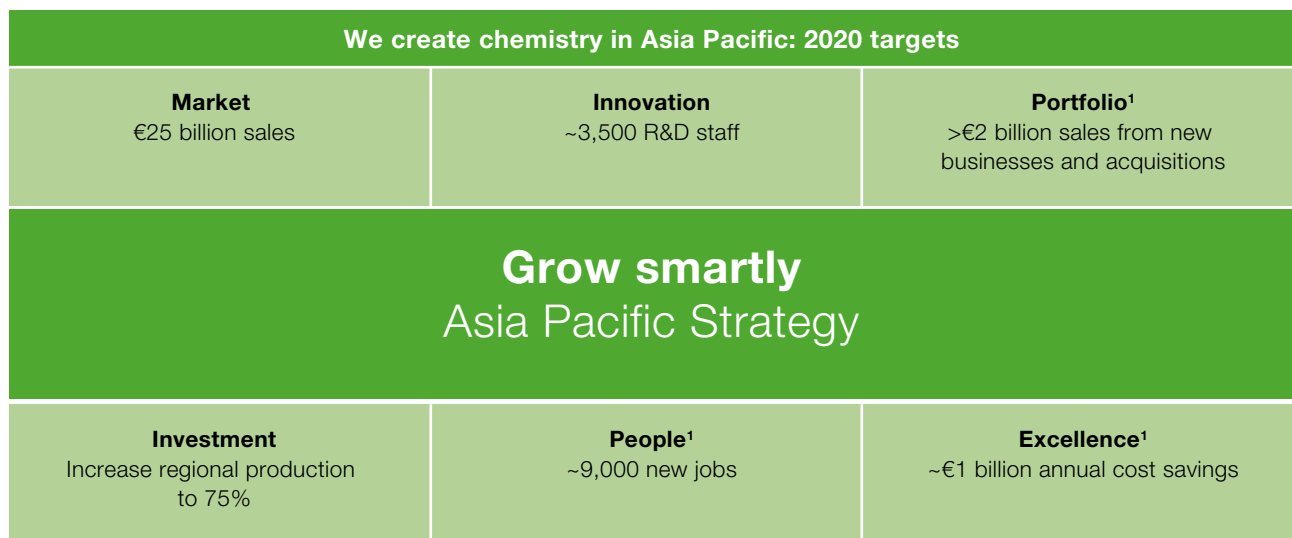 We create chemistry in Asia Pacific: 2020 targets
Market
€25 billion sales
Innovation
~3,500 R&D staff
Portfolio¹
>€2 billion sales from new
businesses and acquisitions
Grow smartly
Asia Pacific Strategy
Investment
Increase regional production
to 75%
People¹
~9,000 new jobs
Excellence¹
~€1 billion annual cost savings